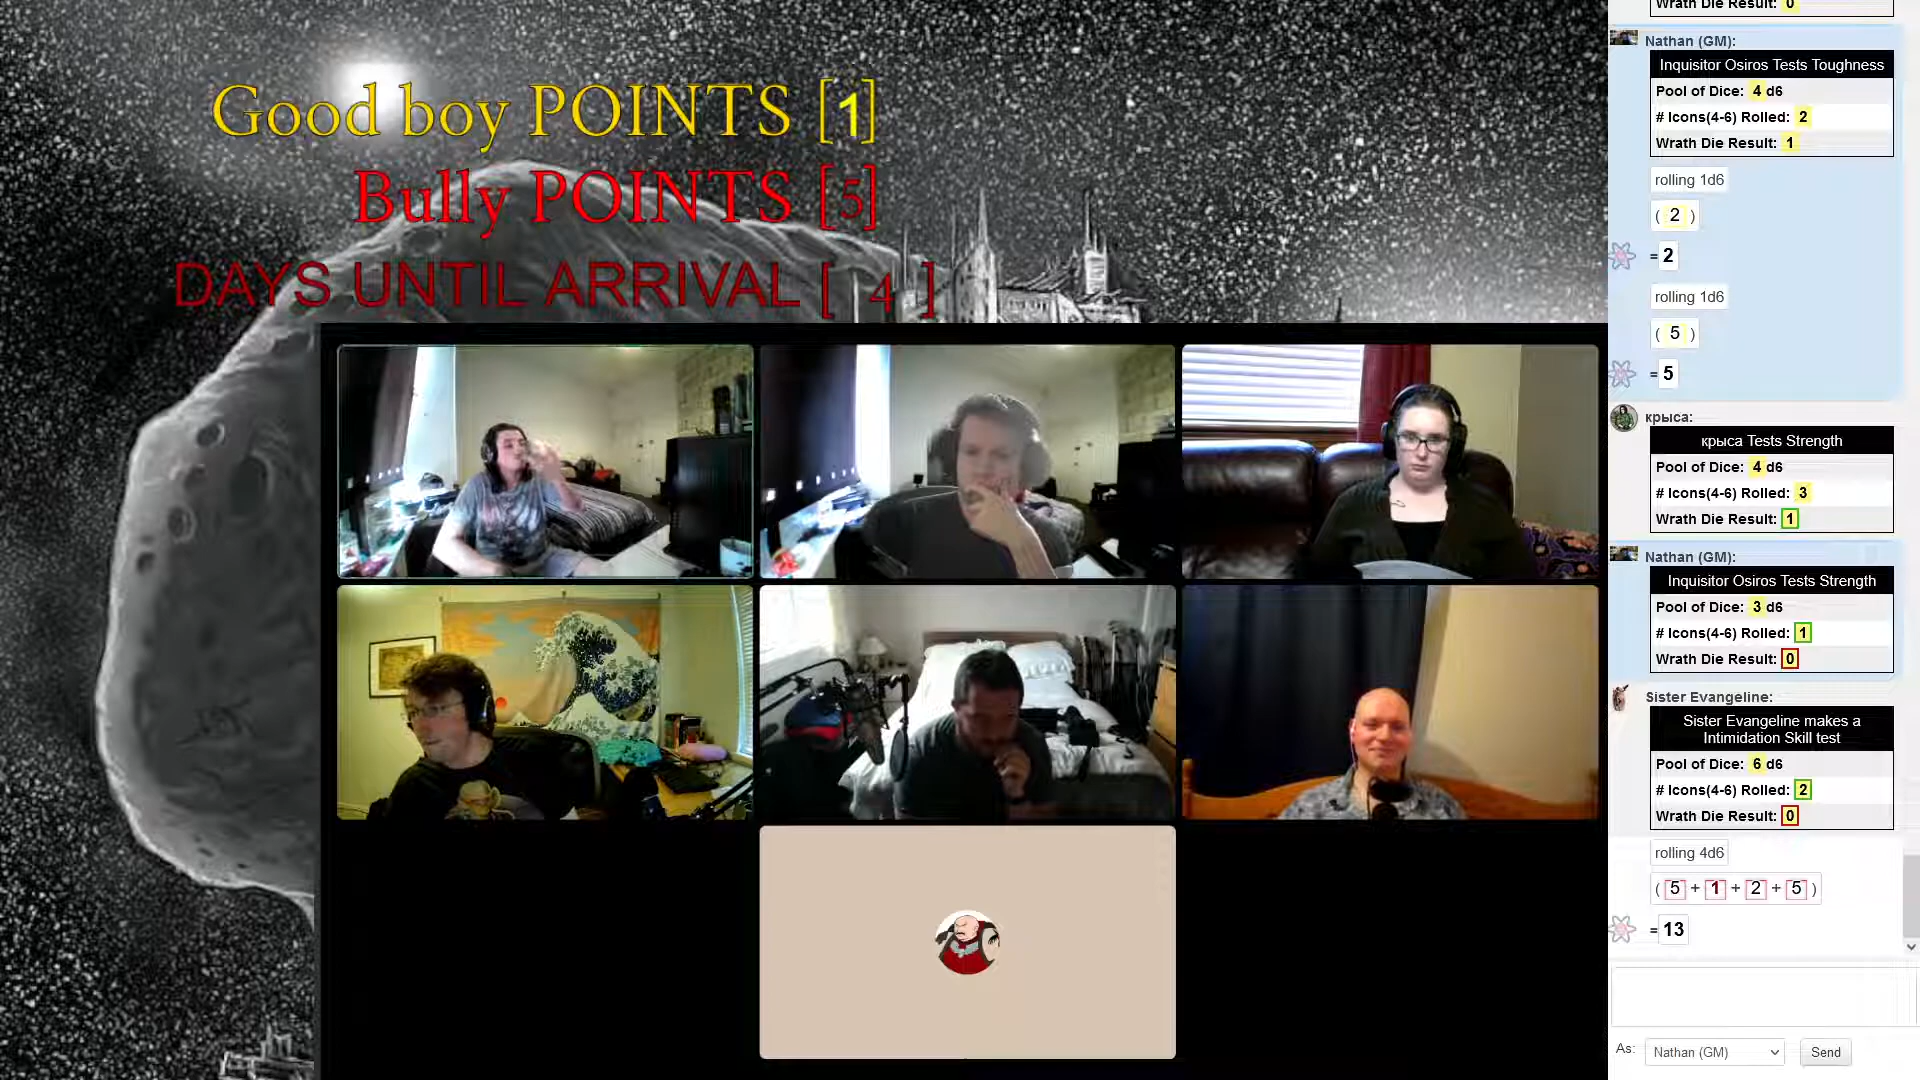 Good boy POINTS [1]
Bully POINTS [5]
DAYS UNTIL ARRIVAL [ 4 ]
Wrath Die Result: 0
Nathan (GM):
Inquisitor Osiros Tests Toughness
Pool of Dice: 4 d6
# Icons(4-6) Rolled: 2
Wrath Die Result: 1
rolling 1d6
( 2 )
= 2
rolling 1d6
( 5 )
= 5
крыса:
крыса Tests Strength
Pool of Dice: 4 d6
# Icons(4-6) Rolled: 3
Wrath Die Result: 1
Nathan (GM):
Inquisitor Osiros Tests Strength
Pool of Dice: 3 d6
# Icons(4-6) Rolled: 1
Wrath Die Result: 0
Sister Evangeline:
Sister Evangeline makes a
Intimidation Skill test
Pool of Dice: 6 d6
# Icons(4-6) Rolled: 2
Wrath Die Result: 0
rolling 4d6
( 5 + 1 + 2 + 5 )
= 13
As: Nathan (GM) Send